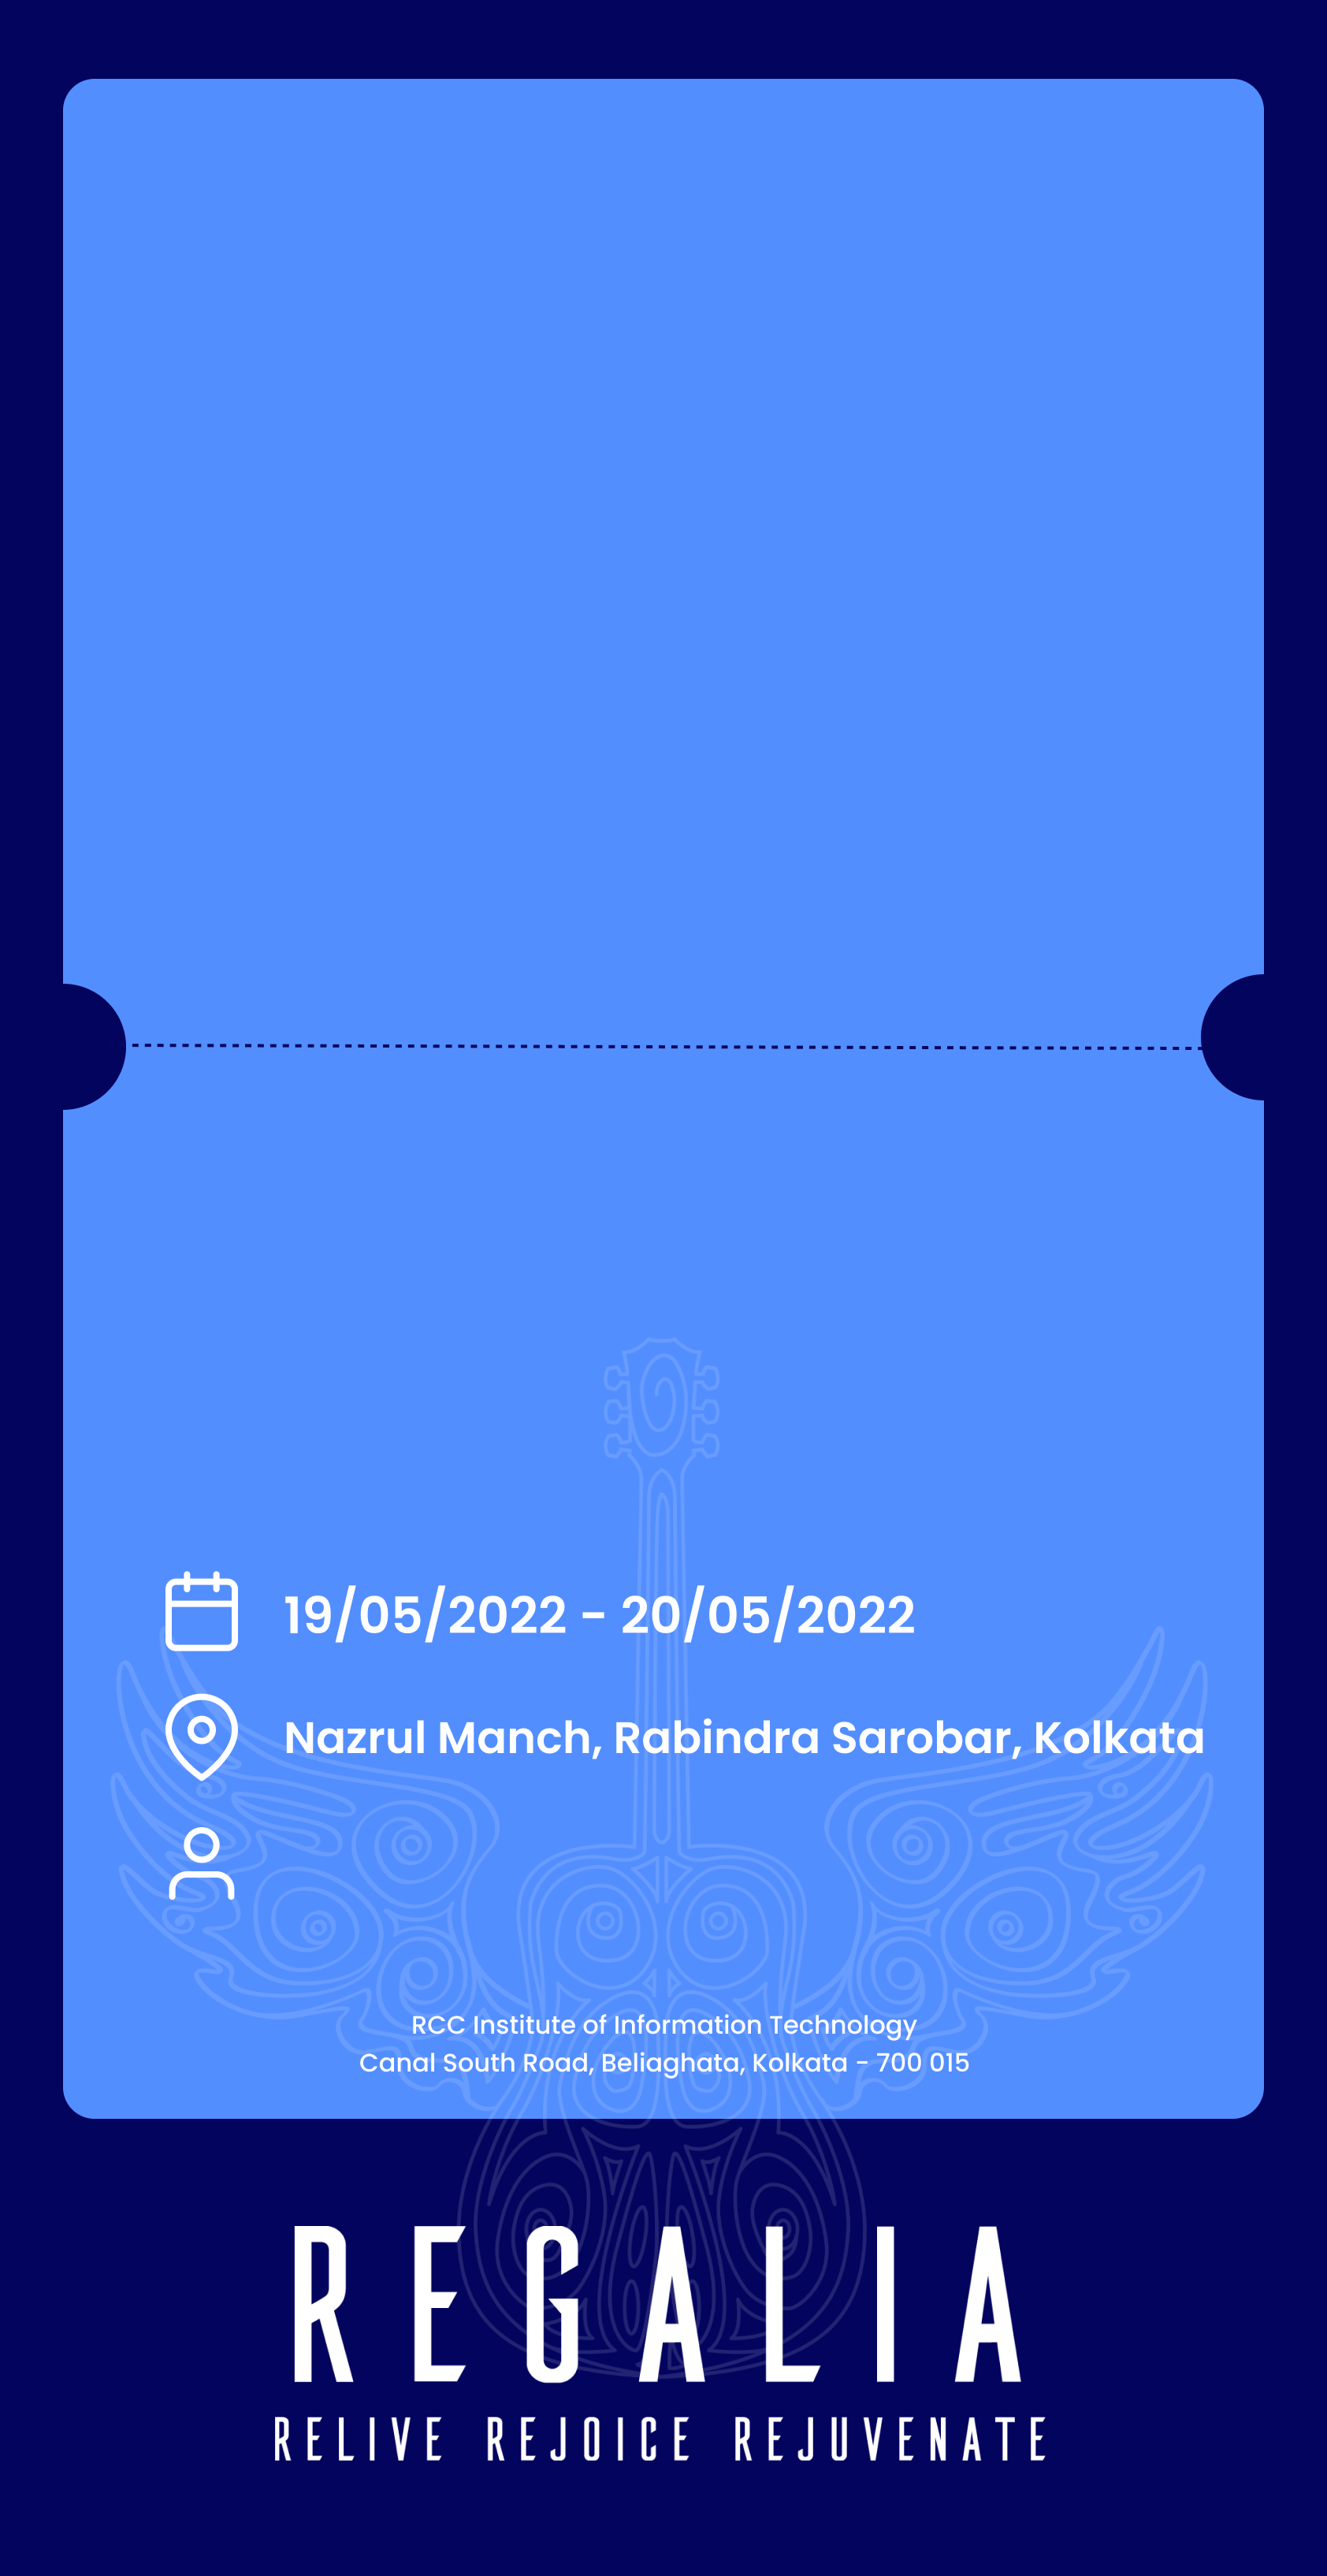 19/05/2022 - 20/05/2022
Nazrul Manch, Rabindra Sarobar, Kolkata
RCC Institute of Information Technology
Canal South Road, Beliaghata, Kolkata - 700 015
REGALIA
RELIVE REJOICE REJUVENATE